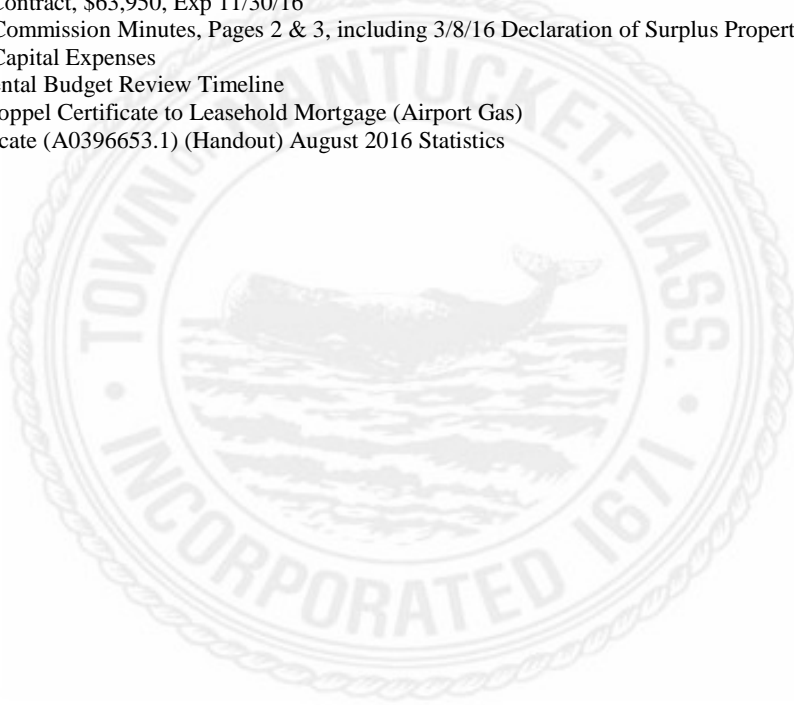 Contract, $63,950, Exp 11/30/16
Commission Minutes, Pages 2 & 3, including 3/8/16 Declaration of Surplus Propert
Capital Expenses
ntal Budget Review Timeline
oppel Certificate to Leasehold Mortgage (Airport Gas)
cate (A0396653.1) (Handout) August 2016 Statistics
TOWN OF NANTUCKET, MASS.
INCORPORATED 1671